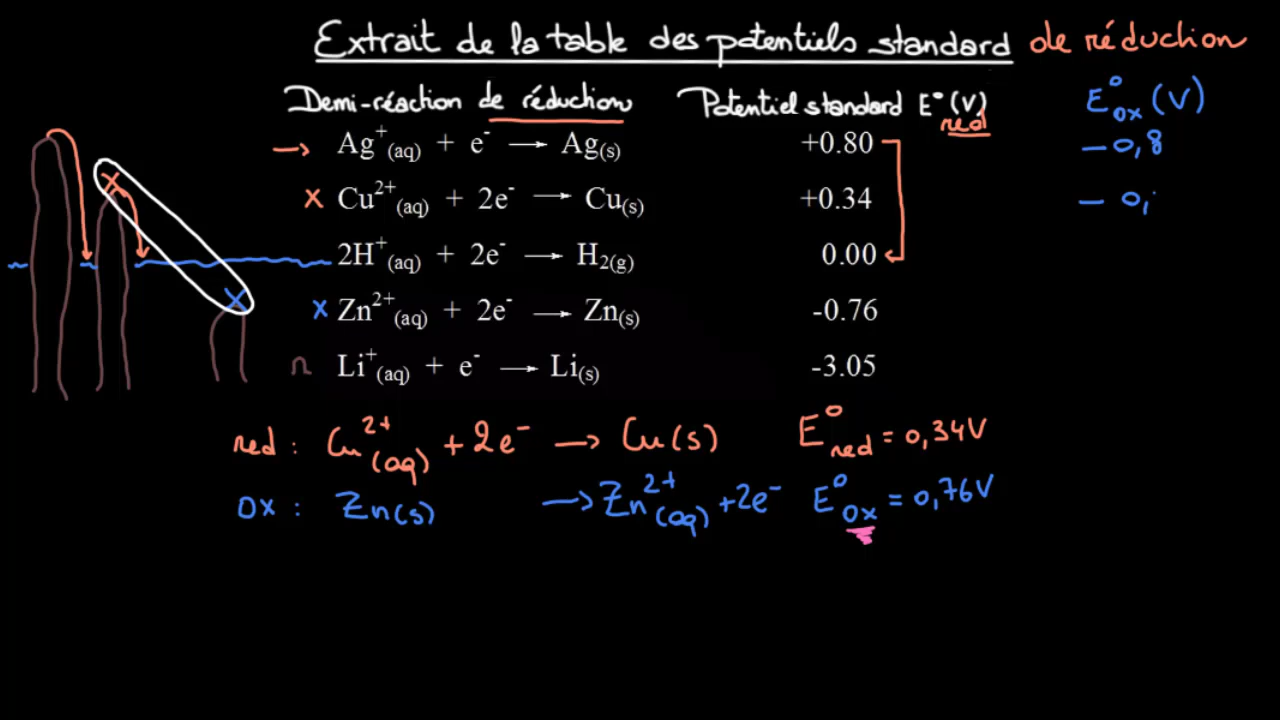 Extrait de la table des potentiels standard de réduction
Demi-réaction de réduction Potentiel standard E°(V) E°ox (V)
red
Ag⁺(aq) + e⁻ → Ag(s) +0.80 – 0,8
x Cu²⁺(aq) + 2e⁻ → Cu(s) +0.34 – 0,
2H⁺(aq) + 2e⁻ → H₂(g) 0.00
x Zn²⁺(aq) + 2e⁻ → Zn(s) -0.76
Li⁺(aq) + e⁻ → Li(s) -3.05
red : Cu²⁺(aq) + 2e⁻ → Cu(s) E°red = 0,34V
ox : Zn(s) → Zn²⁺(aq) + 2e⁻ E°ox = 0,76V